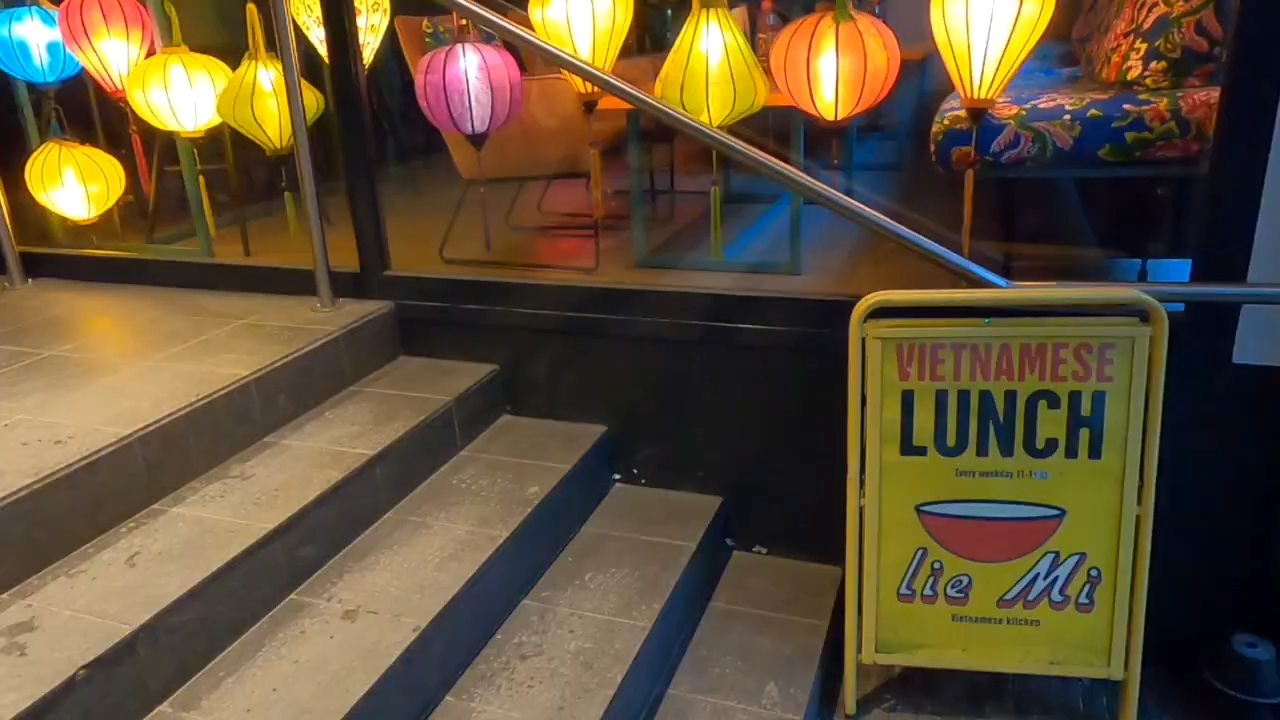 VIETNAMESE
LUNCH
Every weekday 11-
Lie Mi
Vietnamese kitchen